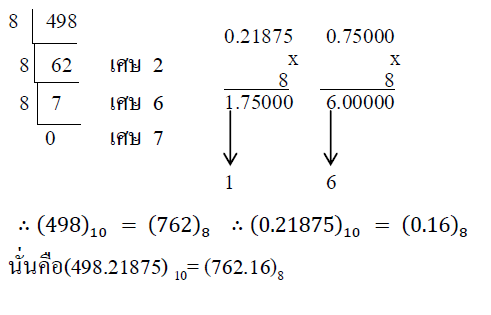 8 498
8 62 เศษ 2
8 7 เศษ 6
0 เศษ 7
0.21875 0.75000
x x
8 8
1.75000 6.00000
1 6
∴ (498)₁₀ = (762)₈ ∴ (0.21875)₁₀ = (0.16)₈
นั่นคือ(498.21875) ₁₀= (762.16)₈